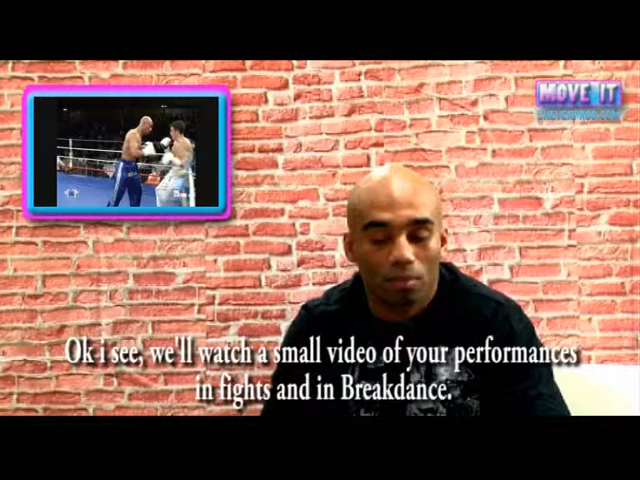 MOVE IT
Ok i see, we'll watch a small video of your performances
in fights and in Breakdance.